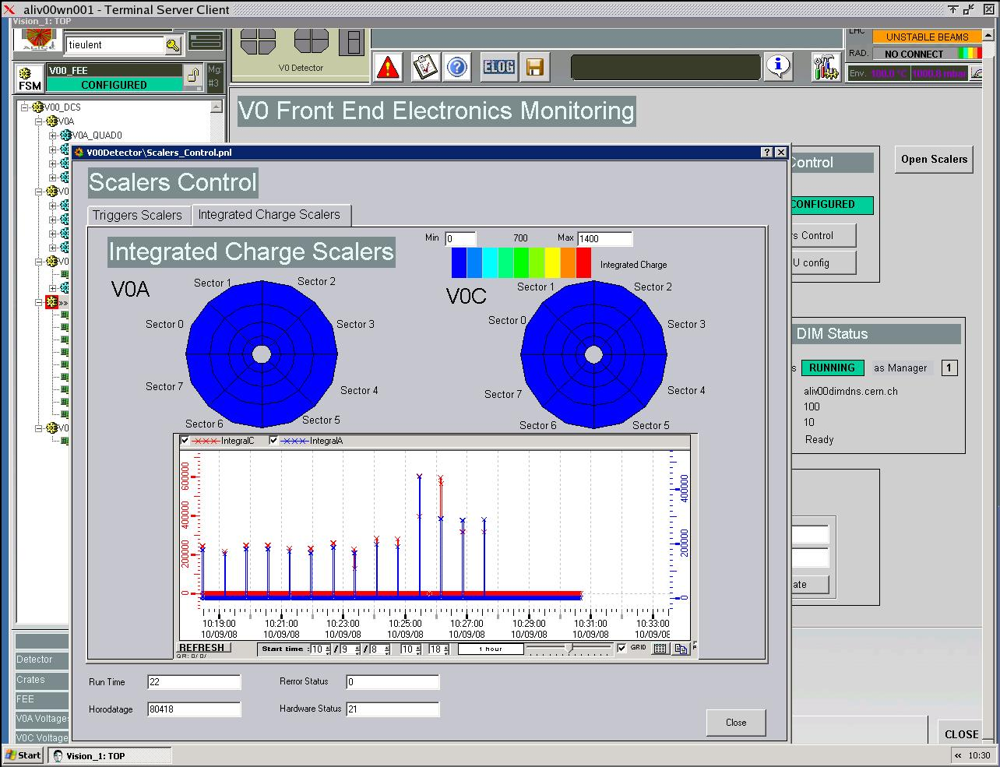 aliv00wn001 - Terminal Server Client
Vision_1: TOP
ALICE
tieulent
V0 Detector
ELOG
i
LHC
UNSTABLE BEAMS
RAD.
NO CONNECT
Env.
100.0 °C
1000.8 mbar
FSM
V00_FEE
CONFIGURED
Mg:
#3
V0 Front End Electronics Monitoring
V00_DCS
V0A
V0A_QUAD0
V0
V0
»
V0
V00Detector\Scalers_Control.pnl
Scalers Control
Triggers Scalers
Integrated Charge Scalers
Integrated Charge Scalers
Min 0 700 Max 1400
Integrated Charge
V0A
Sector 1
Sector 2
Sector 0
Sector 3
Sector 7
Sector 4
Sector 6
Sector 5
V0C
Sector 1
Sector 2
Sector 0
Sector 3
Sector 7
Sector 4
Sector 6
Sector 5
IntegralC
IntegralA
600000
400000
200000
0
400000
200000
0
10:19:00 10:21:00 10:23:00 10:25:00 10:27:00 10:29:00 10:31:00 10:33:00
10/09/08 10/09/08 10/09/08 10/09/08 10/09/08 10/09/08 10/09/08 10/09/08
REFRESH
Start time : 10 / 9 / 8 10 18
1 hour
GRID
Run Time 22
Rerror Status 0
Horodatage 80418
Hardware Status 21
Close
Control
Open Scalers
CONFIGURED
rs Control
U config
DIM Status
s RUNNING as Manager 1
aliv00dimdns.cern.ch
100
10
Ready
ate
Detector
Crates
FEE
V0A Voltages
V0C Voltage
CLOSE
Start
Vision_1: TOP
« 10:30